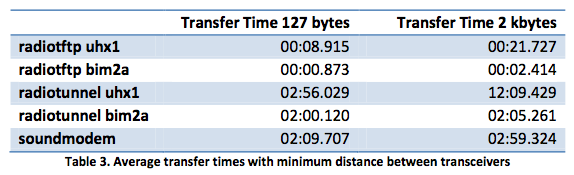 Transfer Time 127 bytes Transfer Time 2 kbytes
radiotftp uhx1 00:08.915 00:21.727
radiotftp bim2a 00:00.873 00:02.414
radiotunnel uhx1 02:56.029 12:09.429
radiotunnel bim2a 02:00.120 02:05.261
soundmodem 02:09.707 02:59.324
Table 3. Average transfer times with minimum distance between transceivers